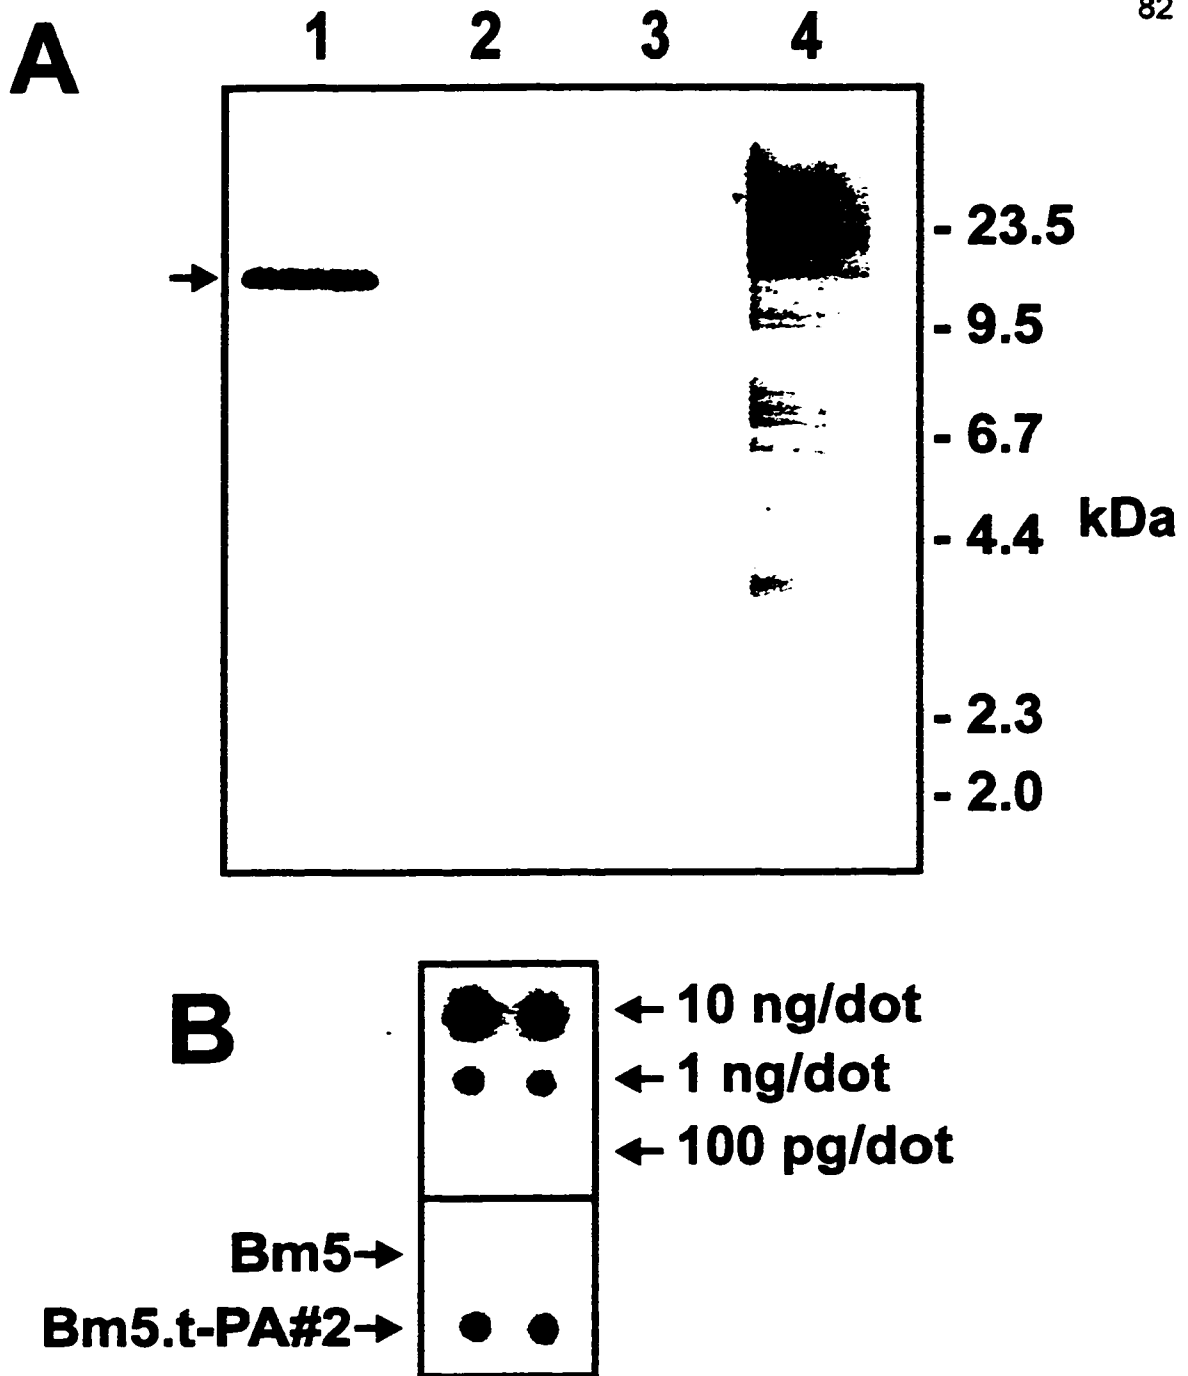 82
A
1 2 3 4
- 23.5
- 9.5
- 6.7
kDa
- 4.4
- 2.3
- 2.0
B
10 ng/dot
1 ng/dot
100 pg/dot
Bm5
Bm5.t-PA#2